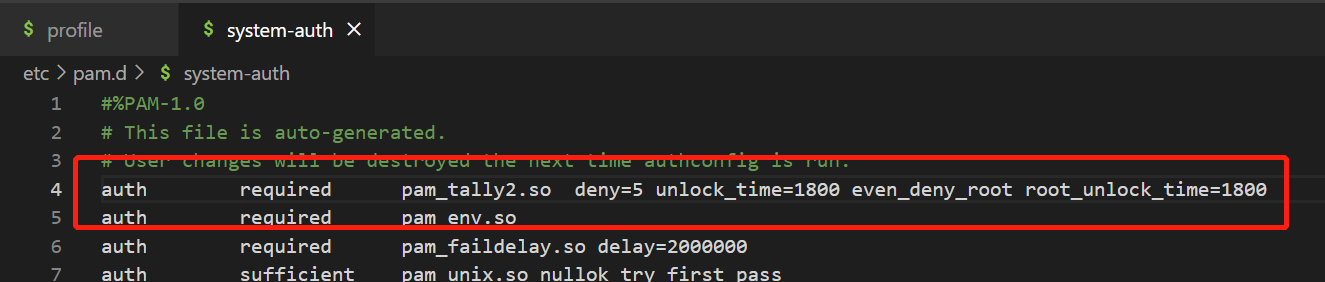 $ profile $ system-auth ×
etc > pam.d > $ system-auth
1 #%PAM-1.0
2 # This file is auto-generated.
3 # User changes will be destroyed the next time authconfig is run.
4 auth required pam_tally2.so deny=5 unlock_time=1800 even_deny_root root_unlock_time=1800
5 auth required pam_env.so
6 auth required pam_faildelay.so delay=2000000
7 auth sufficient pam_unix.so nullok try_first_pass